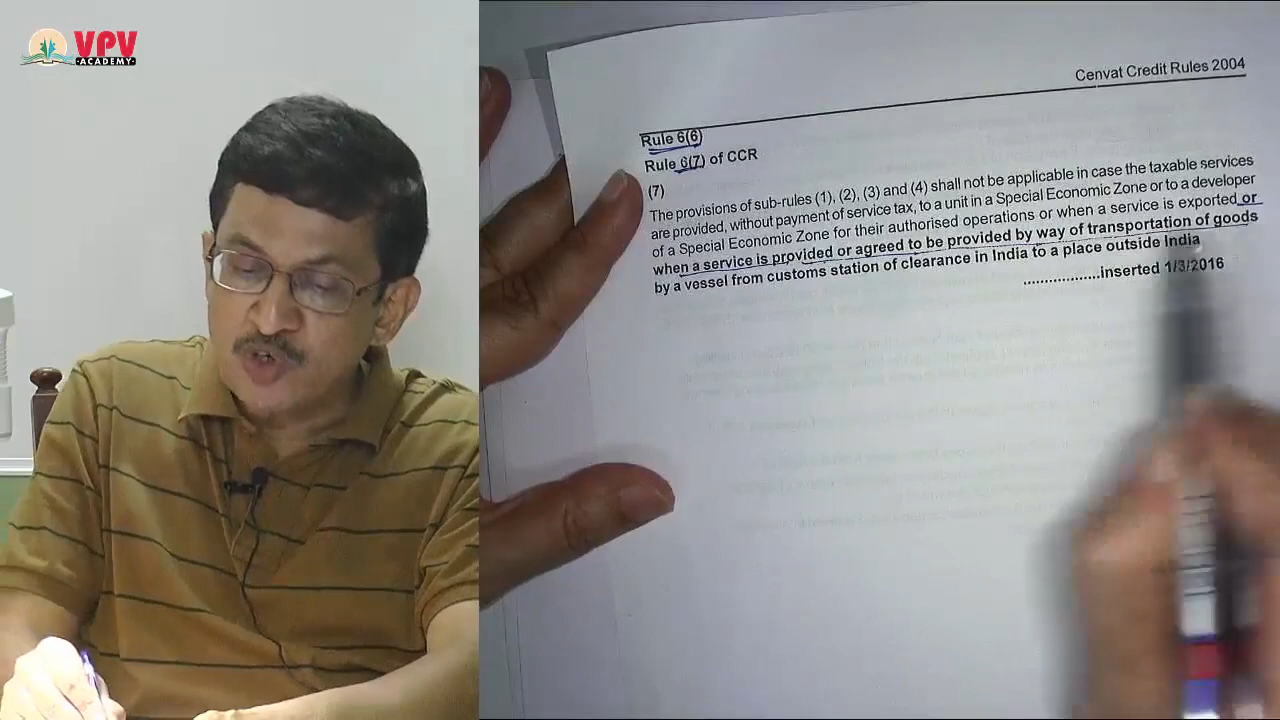 VPV
ACADEMY
Cenvat Credit Rules 2004
Rule 6(6)
Rule 6(7) of CCR
(7)
The provisions of sub-rules (1), (2), (3) and (4) shall not be applicable in case the taxable services
are provided, without payment of service tax, to a unit in a Special Economic Zone or to a developer
of a Special Economic Zone for their authorised operations or when a service is exported or
when a service is provided or agreed to be provided by way of transportation of goods
by a vessel from customs station of clearance in India to a place outside India
..................inserted 1/3/2016